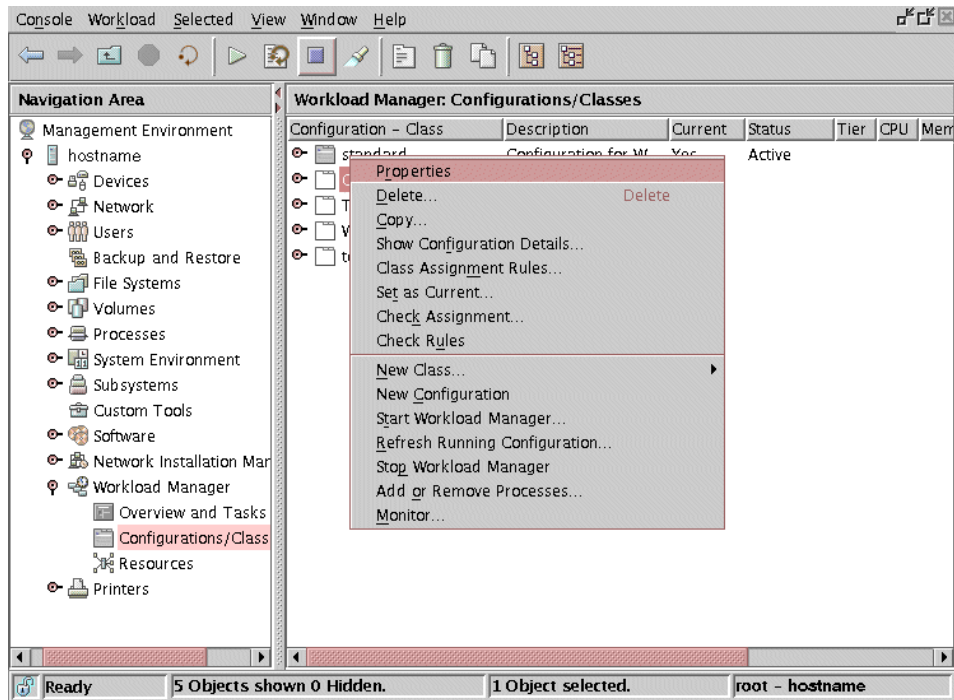 Console Workload Selected View Window Help
Navigation Area
Workload Manager: Configurations/Classes
Management Environment
hostname
Devices
Network
Users
Backup and Restore
File Systems
Volumes
Processes
System Environment
Subsystems
Custom Tools
Software
Network Installation Mar
Workload Manager
Overview and Tasks
Configurations/Class
Resources
Printers
Configuration - Class Description Current Status Tier CPU Mem
standard Configuration for W Yes Active
Properties
Delete... Delete
Copy...
Show Configuration Details...
Class Assignment Rules...
Set as Current...
Check Assignment...
Check Rules
New Class...
New Configuration
Start Workload Manager...
Refresh Running Configuration...
Stop Workload Manager
Add or Remove Processes...
Monitor...
Ready 5 Objects shown 0 Hidden. 1 Object selected. root - hostname